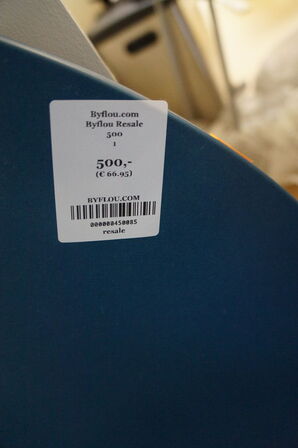 Byflou.com
Byflou Resale
500
1
500,-
(€ 66.95)
BYFLOU.COM
000000450085
resale